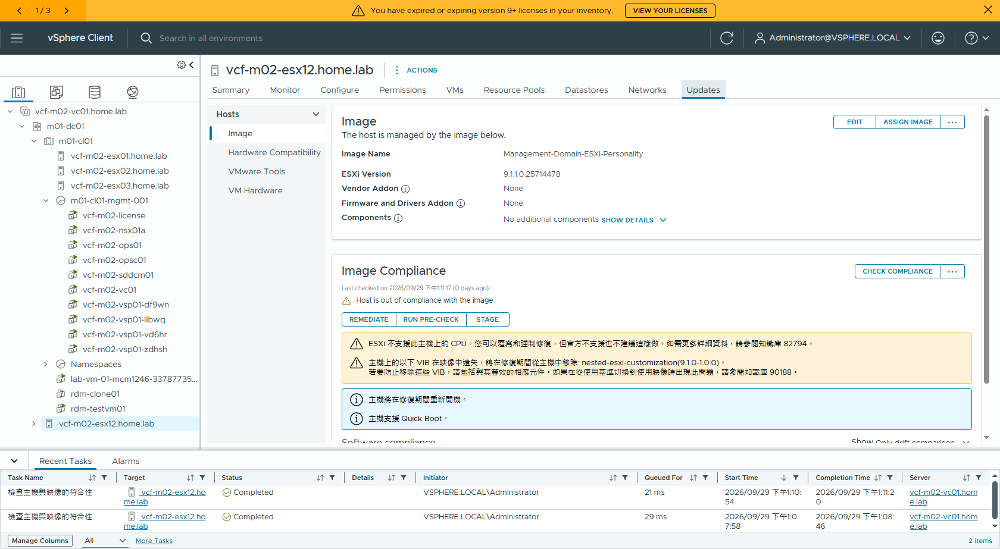 1 / 3
You have expired or expiring version 9+ licenses in your inventory.
VIEW YOUR LICENSES
vSphere Client
Search in all environments
Administrator@VSPHERE.LOCAL
vcf-m02-vc01.home.lab
m01-dc01
m01-cl01
vcf-m02-esx01.home.lab
vcf-m02-esx02.home.lab
vcf-m02-esx03.home.lab
m01-cl01-mgmt-001
vcf-m02-license
vcf-m02-nsx01a
vcf-m02-ops01
vcf-m02-opsc01
vcf-m02-sddcm01
vcf-m02-vc01
vcf-m02-vsp01-df9wn
vcf-m02-vsp01-llbwq
vcf-m02-vsp01-vd6hr
vcf-m02-vsp01-zdhsh
Namespaces
lab-vm-01-mcm1246-33787735...
rdm-clone01
rdm-testvm01
vcf-m02-esx12.home.lab
vcf-m02-esx12.home.lab
ACTIONS
Summary Monitor Configure Permissions VMs Resource Pools Datastores Networks Updates
Hosts
Image
Hardware Compatibility
VMware Tools
VM Hardware
Image
EDIT ASSIGN IMAGE ...
The host is managed by the image below.
Image Name Management-Domain-ESXi-Personality
ESXi Version 9.1.1.0.25714478
Vendor Addon None
Firmware and Drivers Addon None
Components No additional components SHOW DETAILS
Image Compliance
CHECK COMPLIANCE ...
Last checked on 2026/09/29 下午1:11:17 (0 days ago)
Host is out of compliance with the image
REMEDIATE RUN PRE-CHECK STAGE
ESXi 不支援此主機上的 CPU。您可以覆寫和強制修復，但官方不支援也不建議這樣做。如需更多詳細資料，請參閱知識庫 82794。
主機上的以下 VIB 在映像中遺失，將在修復期間從主機中移除: nested-esxi-customization(9.1.0-1.0.0)。
若要防止移除這些 VIB，請包括與其等效的相應元件。如果在從使用基準切換到使用映像時出現此問題，請參閱知識庫 90188。
主機將在修復期間重新開機。
主機支援 Quick Boot。
Software compliance Show Only drift comparison
Recent Tasks Alarms
Task Name Target Status Details Initiator Queued For Start Time Completion Time Server
檢查主機與映像的符合性 vcf-m02-esx12.ho Completed VSPHERE.LOCAL\Administrator 21 ms 2026/09/29 下午1:10: 2026/09/29 下午1:11:2 vcf-m02-vc01.hom
me.lab 54 0 e.lab
檢查主機與映像的符合性 vcf-m02-esx12.ho Completed VSPHERE.LOCAL\Administrator 29 ms 2026/09/29 下午1:0 2026/09/29 下午1:08: vcf-m02-vc01.hom
me.lab 7:58 46 e.lab
Manage Columns All More Tasks 2 items